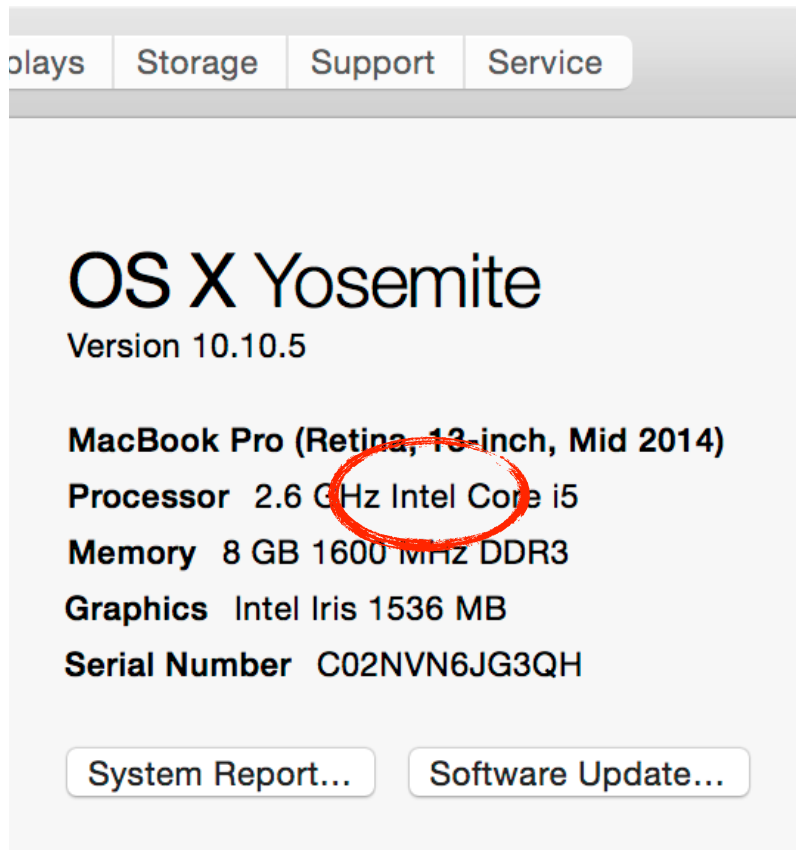 plays Storage Support Service
OS X Yosemite
Version 10.10.5
MacBook Pro (Retina, 13-inch, Mid 2014)
Processor 2.6 GHz Intel Core i5
Memory 8 GB 1600 MHz DDR3
Graphics Intel Iris 1536 MB
Serial Number C02NVN6JG3QH
System Report...
Software Update...